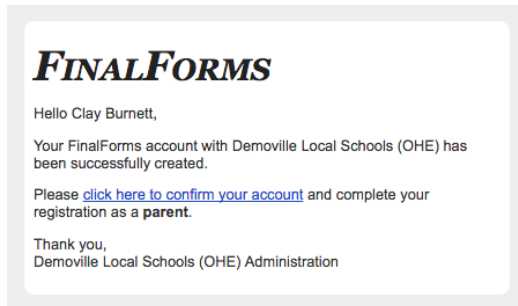 FINALFORMS
Hello Clay Burnett,
Your FinalForms account with Demoville Local Schools (OHE) has
been successfully created.
Please click here to confirm your account and complete your
registration as a parent.
Thank you,
Demoville Local Schools (OHE) Administration